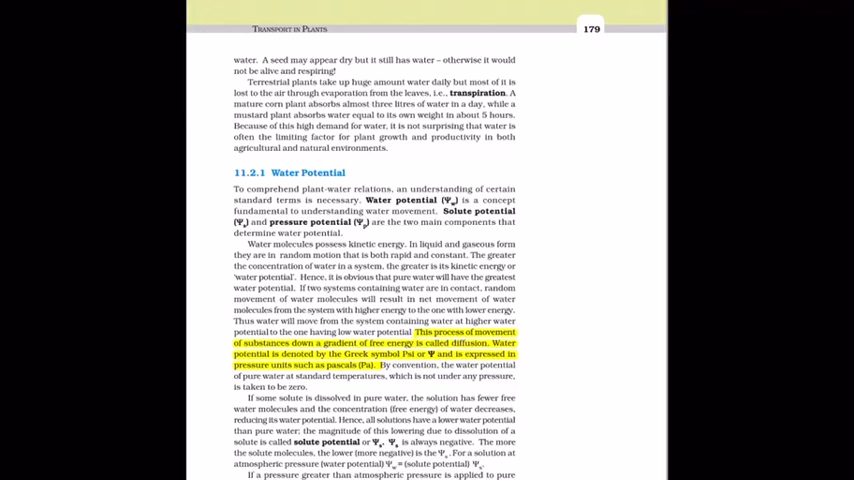 TRANSPORT IN PLANTS
179
water. A seed may appear dry but it still has water – otherwise it would
not be alive and respiring!
Terrestrial plants take up huge amount water daily but most of it is
lost to the air through evaporation from the leaves, i.e., transpiration. A
mature corn plant absorbs almost three litres of water in a day, while a
mustard plant absorbs water equal to its own weight in about 5 hours.
Because of this high demand for water, it is not surprising that water is
often the limiting factor for plant growth and productivity in both
agricultural and natural environments.
11.2.1 Water Potential
To comprehend plant-water relations, an understanding of certain
standard terms is necessary. Water potential (Ψw) is a concept
fundamental to understanding water movement. Solute potential
(Ψs) and pressure potential (Ψp) are the two main components that
determine water potential.
Water molecules possess kinetic energy. In liquid and gaseous form
they are in random motion that is both rapid and constant. The greater
the concentration of water in a system, the greater is its kinetic energy or
‘water potential’. Hence, it is obvious that pure water will have the greatest
water potential. If two systems containing water are in contact, random
movement of water molecules will result in net movement of water
molecules from the system with higher energy to the one with lower energy.
Thus water will move from the system containing water at higher water
potential to the one having low water potential This process of movement
of substances down a gradient of free energy is called diffusion. Water
potential is denoted by the Greek symbol Psi or Ψ and is expressed in
pressure units such as pascals (Pa). By convention, the water potential
of pure water at standard temperatures, which is not under any pressure,
is taken to be zero.
If some solute is dissolved in pure water, the solution has fewer free
water molecules and the concentration (free energy) of water decreases,
reducing its water potential. Hence, all solutions have a lower water potential
than pure water; the magnitude of this lowering due to dissolution of a
solute is called solute potential or Ψs. Ψs is always negative. The more
the solute molecules, the lower (more negative) is the Ψs. For a solution at
atmospheric pressure (water potential) Ψw = (solute potential) Ψs.
If a pressure greater than atmospheric pressure is applied to pure